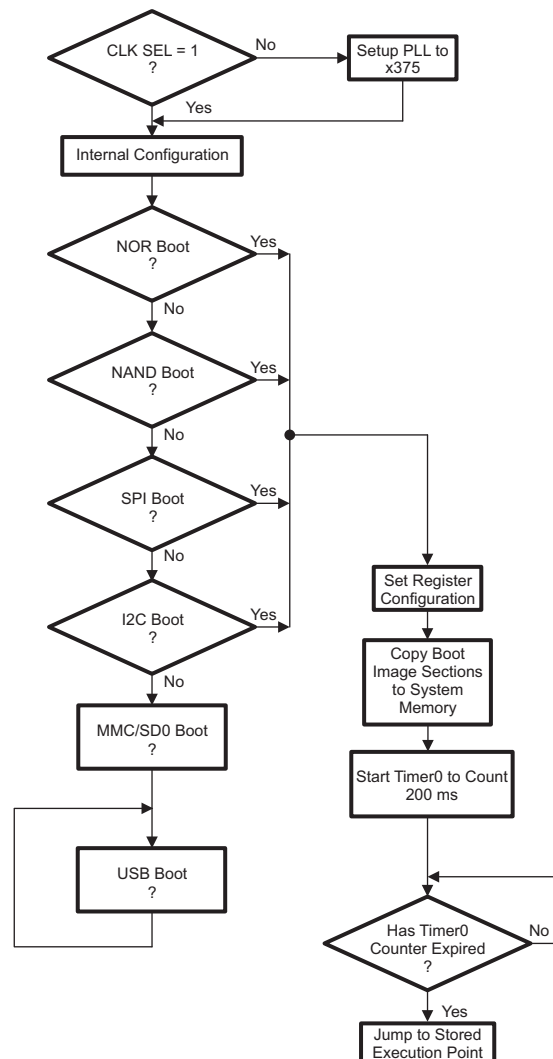 CLK SEL = 1
?
No
Setup PLL to
x375
Yes
Internal Configuration
NOR Boot
?
Yes
No
NAND Boot
?
Yes
No
SPI Boot
?
Yes
No
I2C Boot
?
Yes
No
MMC/SD0 Boot
?
USB Boot
?
Set Register
Configuration
Copy Boot
Image Sections
to System
Memory
Start Timer0 to Count
200 ms
Has Timer0
Counter Expired
?
No
Yes
Jump to Stored
Execution Point